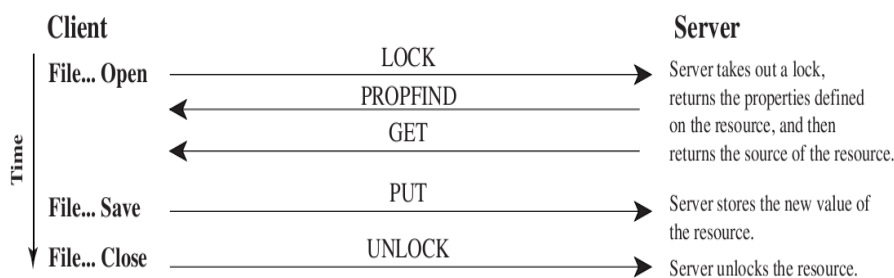 Client
Server
LOCK
File... Open
Server takes out a lock,
returns the properties defined
on the resource, and then
returns the source of the resource.
PROPFIND
GET
Time
PUT
File... Save
Server stores the new value of
the resource.
UNLOCK
File... Close
Server unlocks the resource.